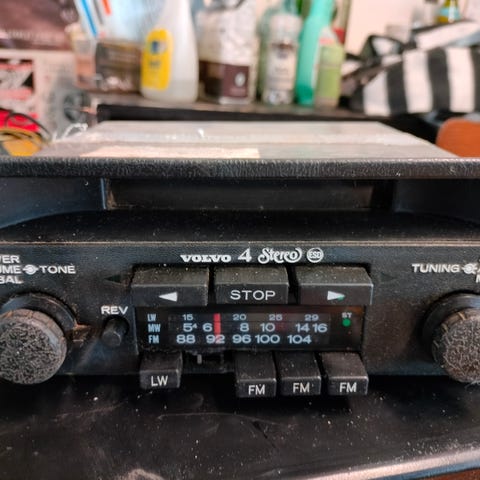 VOLVO 4 Stereo ESD
TONE
TUNING
STOP
REV
LW 15 20 25 29 ST
MW 5 6 8 10 14 16
FM 88 92 96 100 104
LW FM FM FM